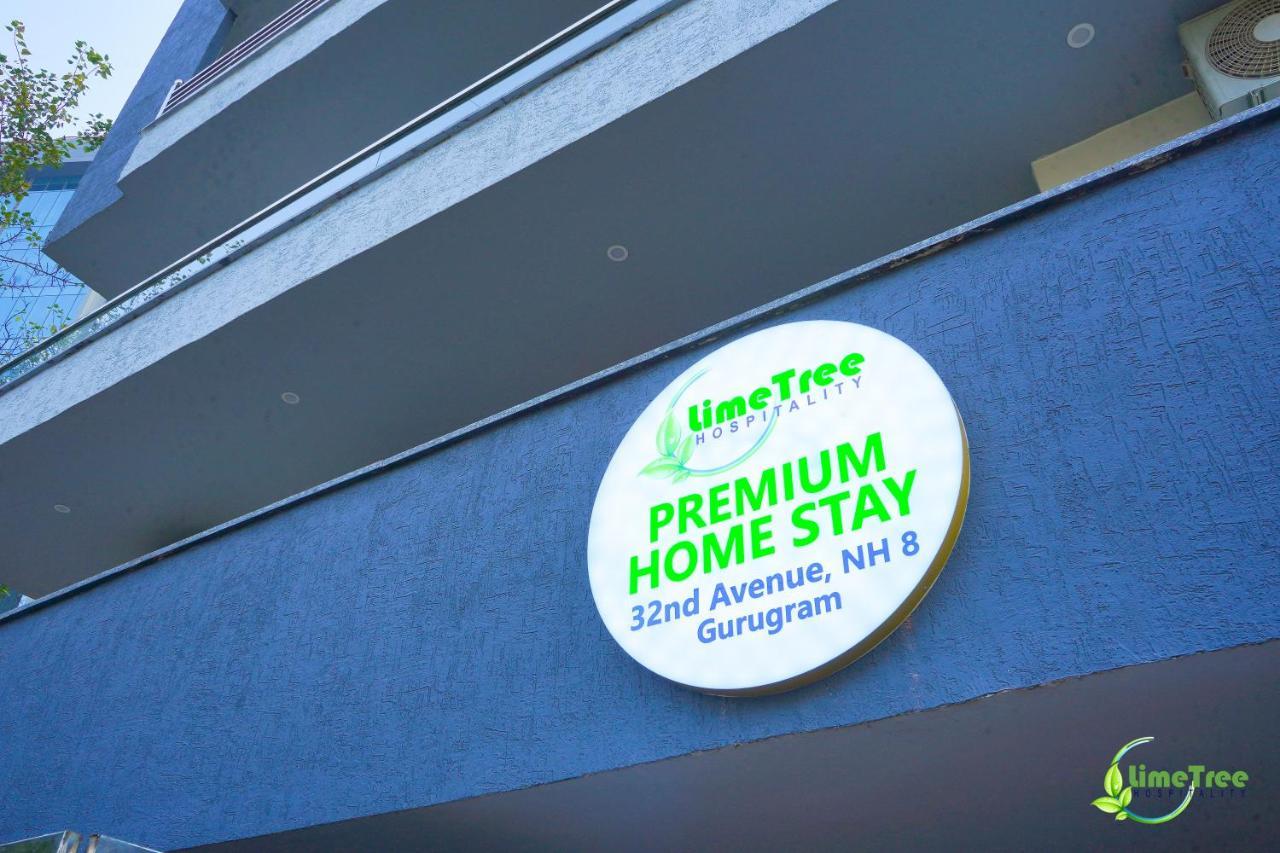 LimeTree
HOSPITALITY
PREMIUM
HOME STAY
32nd Avenue, NH 8
Gurugram
LimeTree
HOSPITALITY